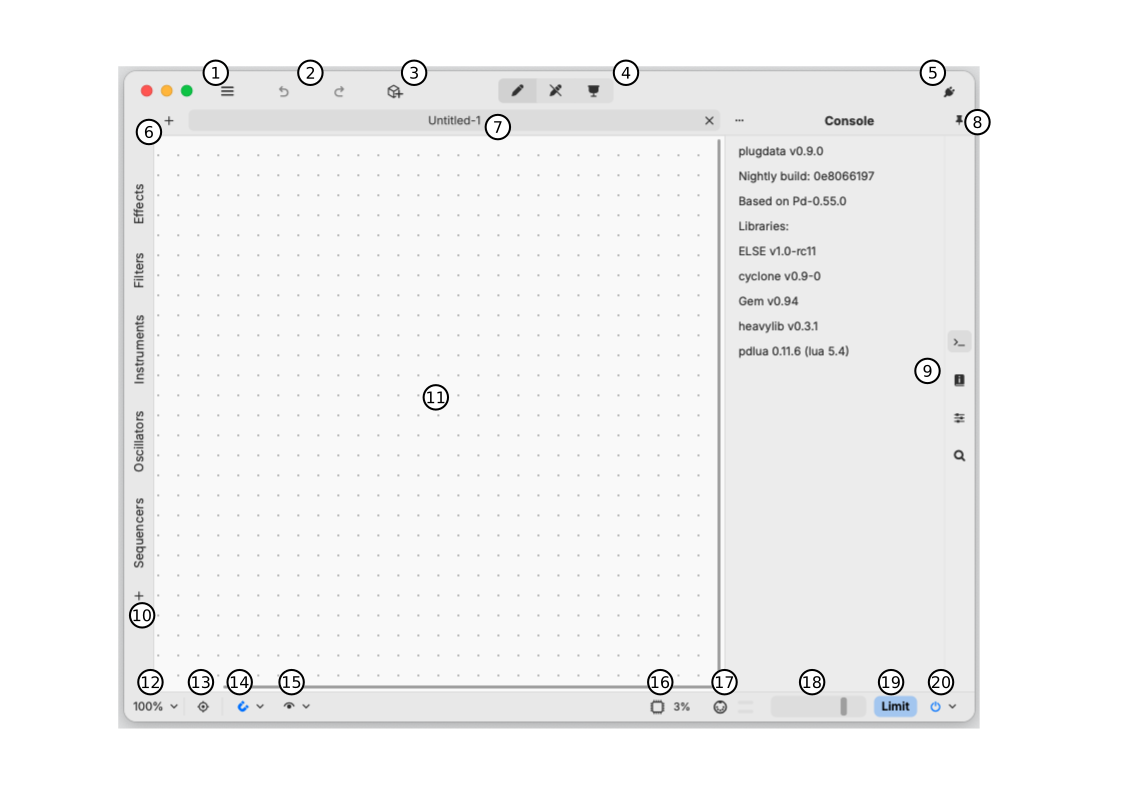 1
2
3
4
5
6
Untitled-1
7
Console
8
plugdata v0.9.0
Nightly build: 0e8066197
Based on Pd-0.55.0
Libraries:
ELSE v1.0-rc11
cyclone v0.9-0
Gem v0.94
heavylib v0.3.1
pdlua 0.11.6 (lua 5.4)
9
Effects
Filters
Instruments
Oscillators
Sequencers
10
11
12
13
14
15
16
17
18
19
20
100%
3%
Limit